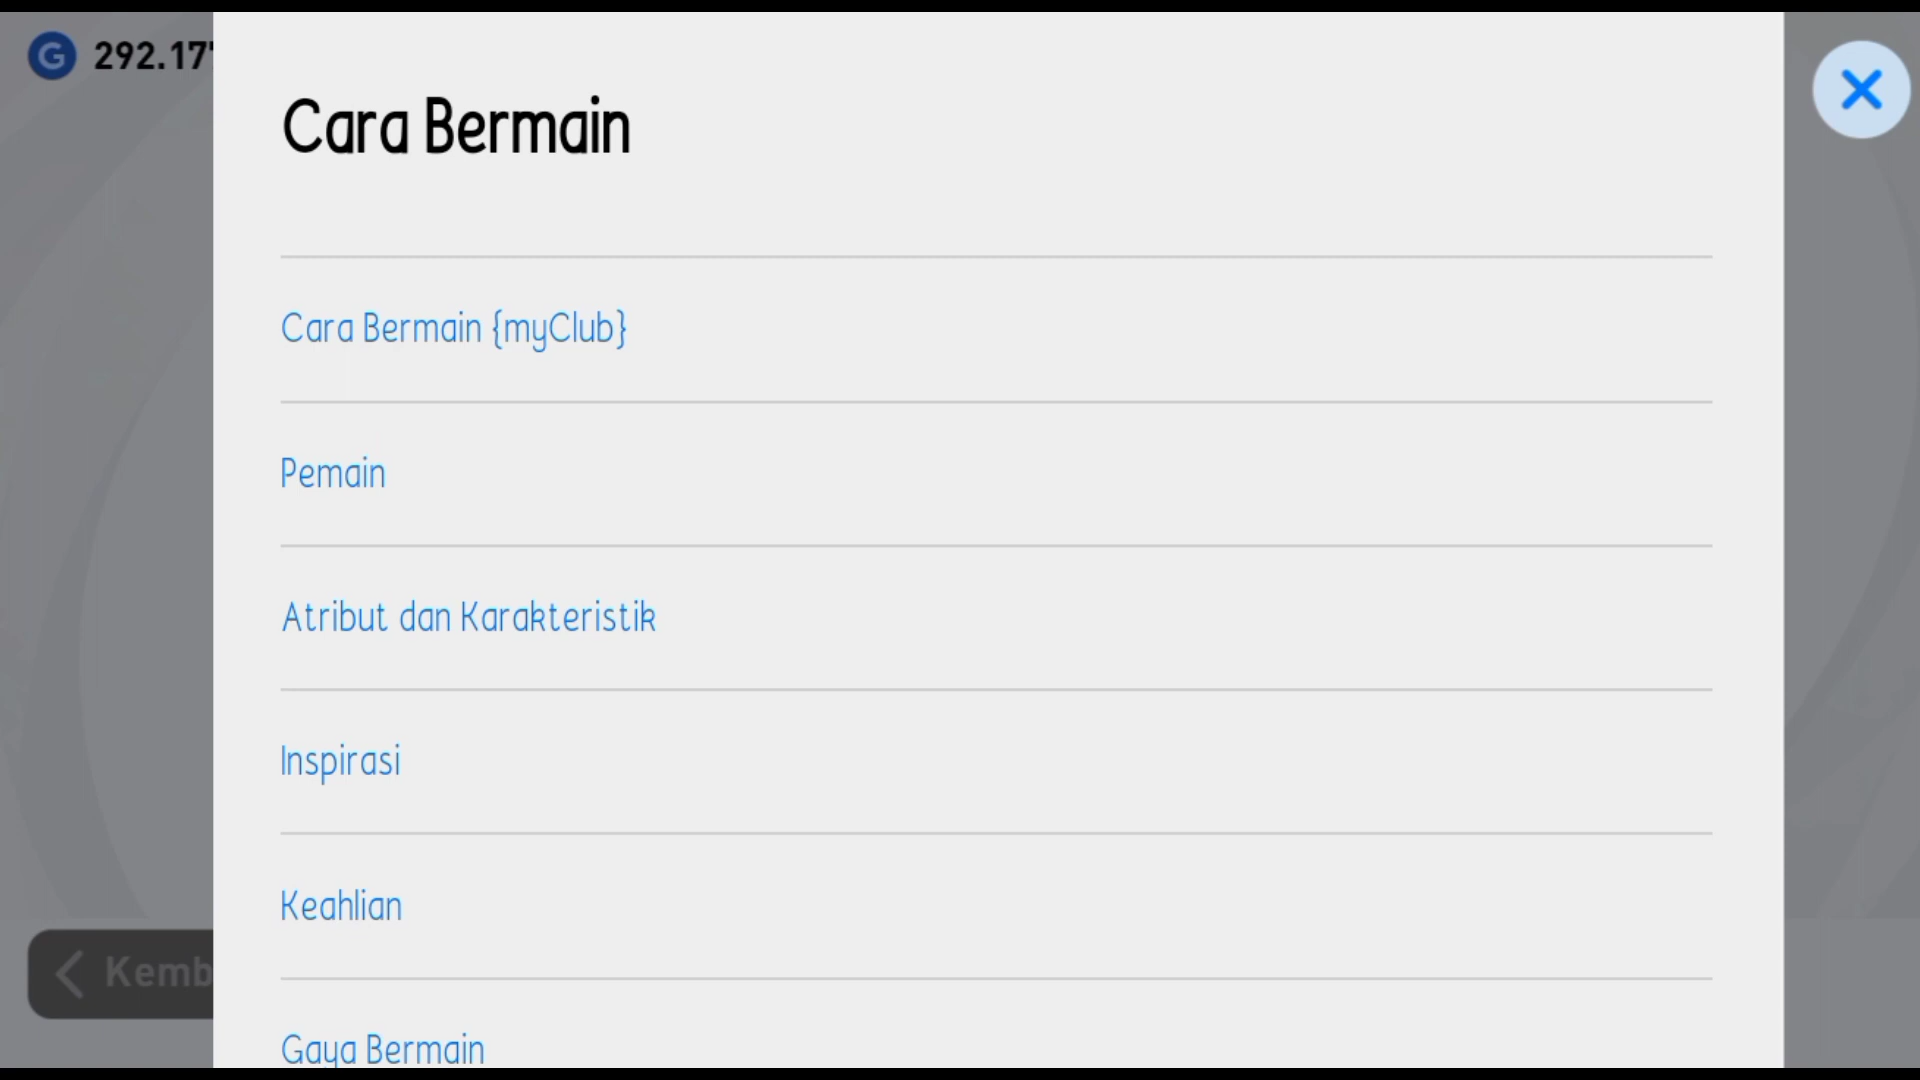 G 292.17
Cara Bermain
Cara Bermain {myClub}
Pemain
Atribut dan Karakteristik
Inspirasi
Keahlian
Kemb
Gaya Bermain